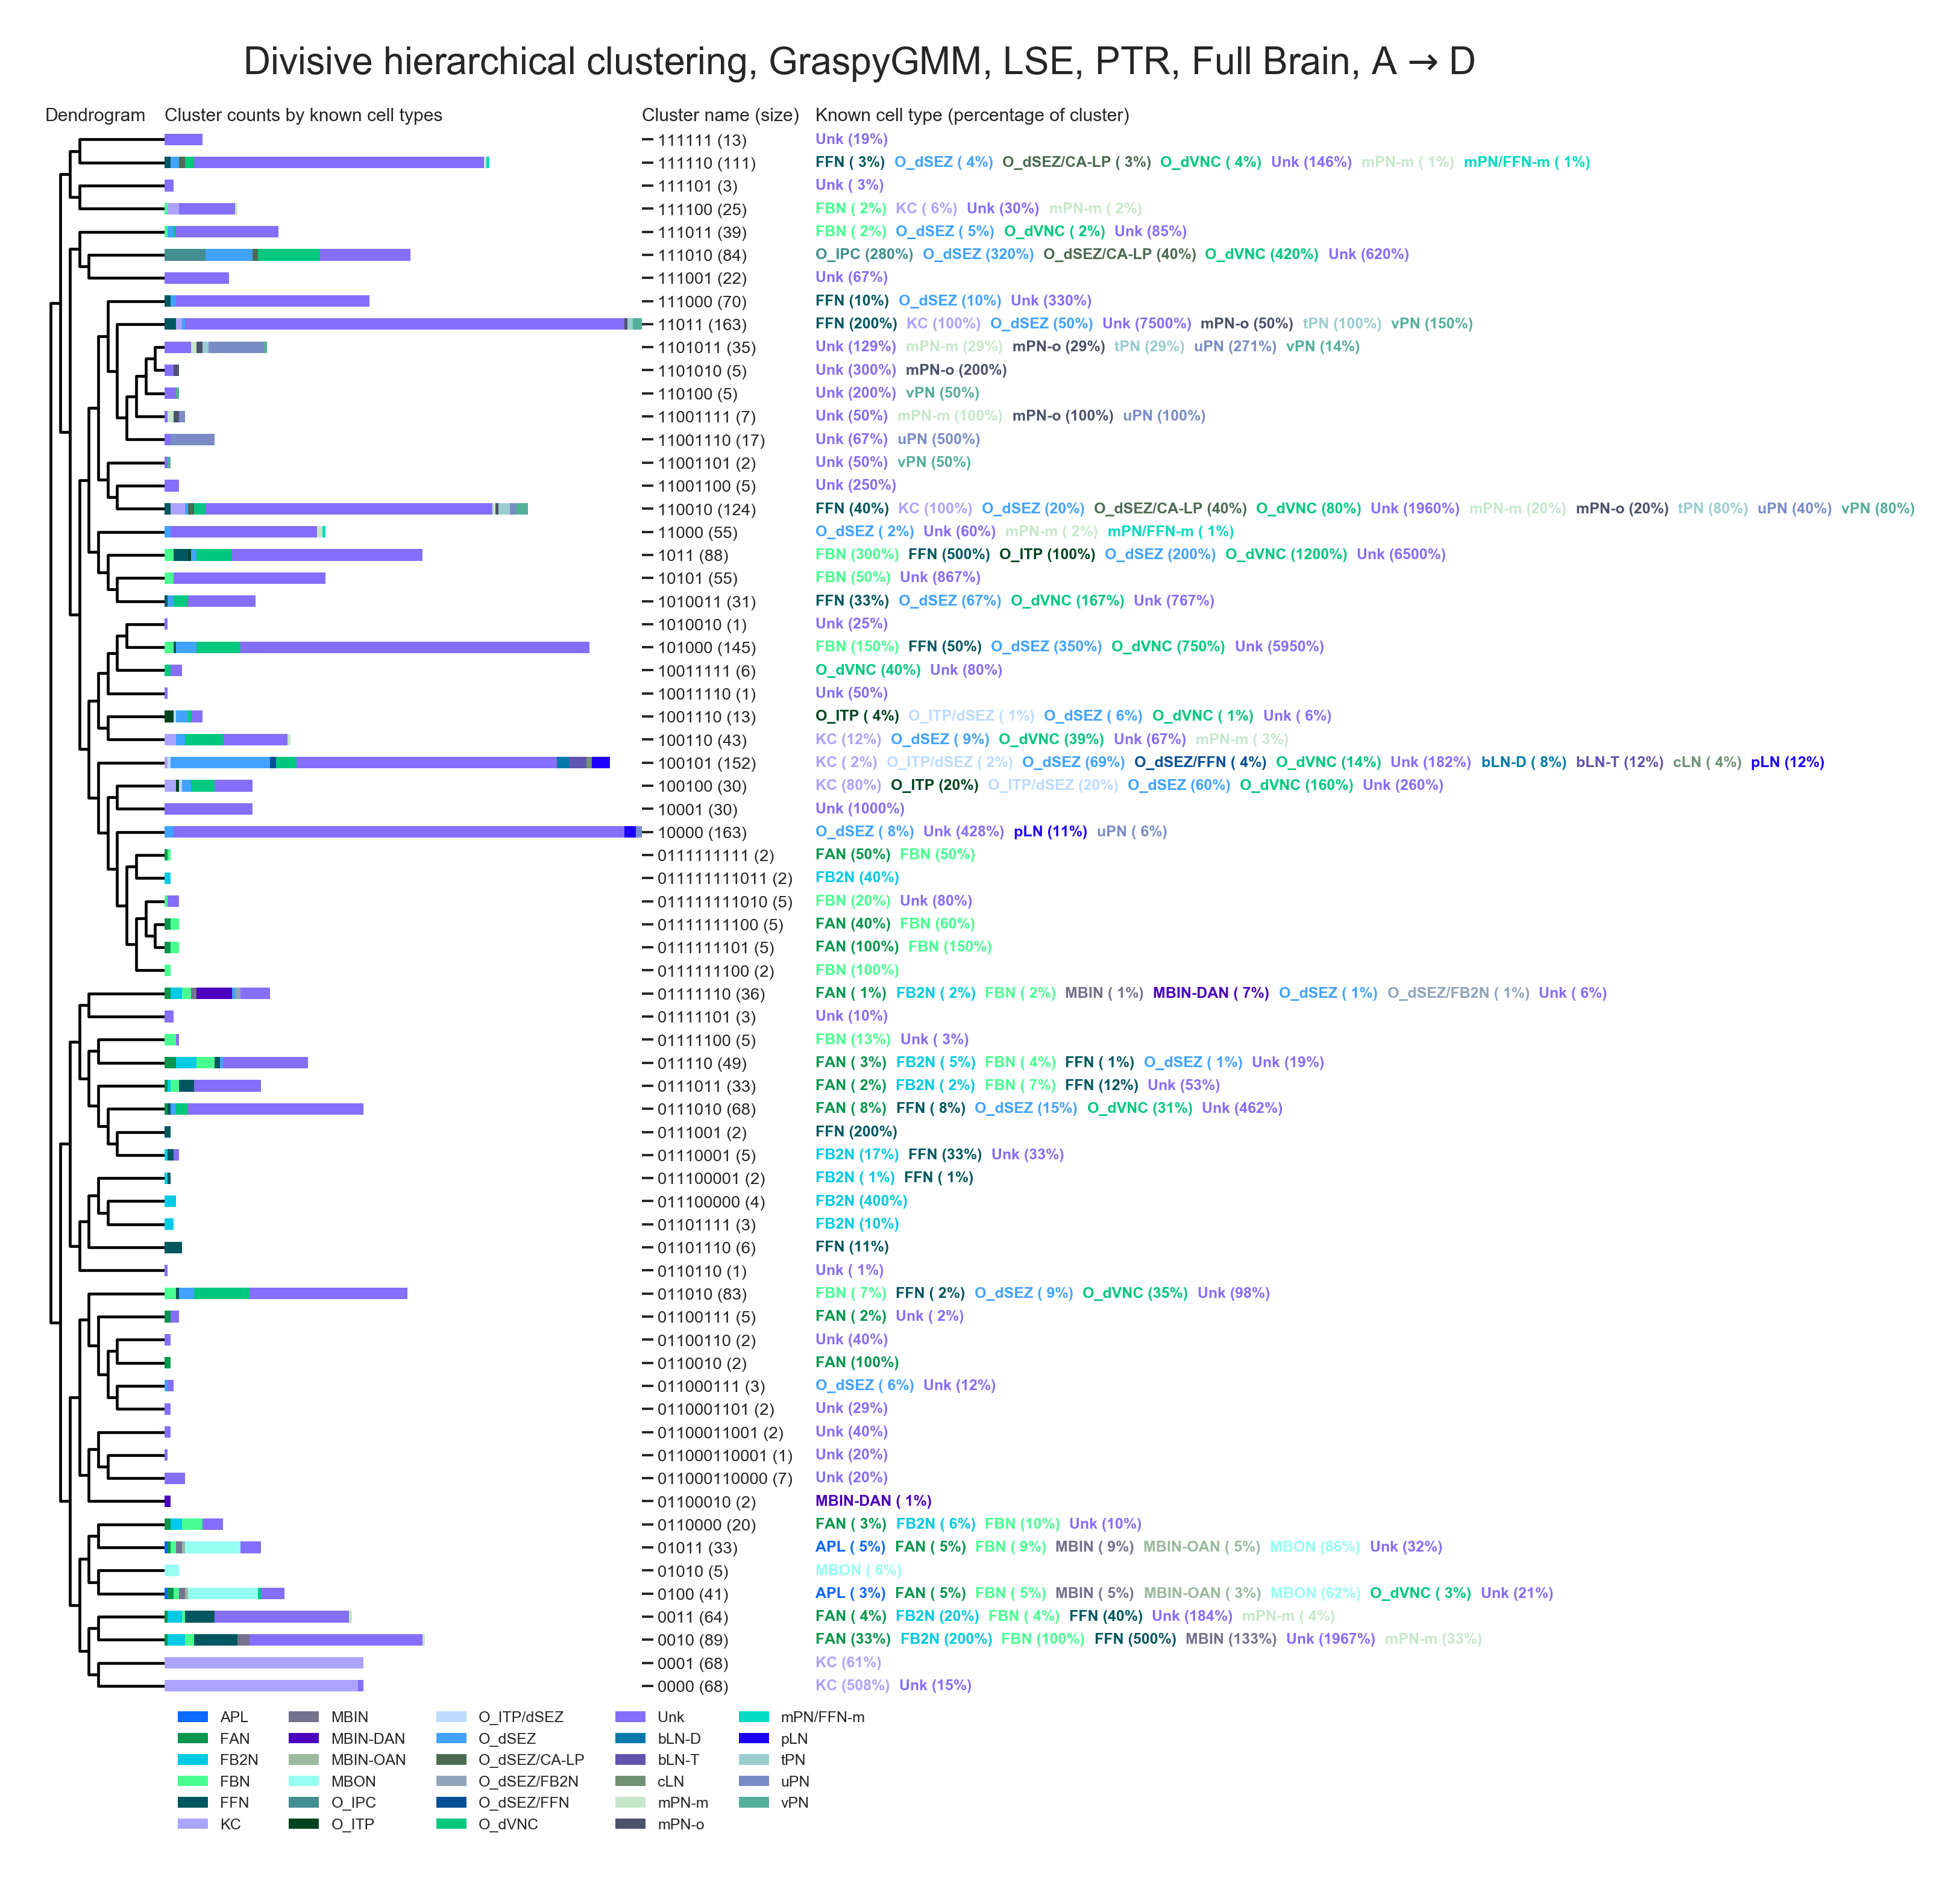 Divisive hierarchical clustering, GraspyGMM, LSE, PTR, Full Brain, A → D
Dendrogram Cluster counts by known cell types Cluster name (size) Known cell type (percentage of cluster)
111111 (13) Unk (19%)
111110 (111) FFN ( 3%) O_dSEZ ( 4%) O_dSEZ/CA-LP ( 3%) O_dVNC ( 4%) Unk (146%) mPN-m ( 1%) mPN/FFN-m ( 1%)
111101 (3) Unk ( 3%)
111100 (25) FBN ( 2%) KC ( 6%) Unk (30%) mPN-m ( 2%)
111011 (39) FBN ( 2%) O_dSEZ ( 5%) O_dVNC ( 2%) Unk (85%)
111010 (84) O_IPC (280%) O_dSEZ (320%) O_dSEZ/CA-LP (40%) O_dVNC (420%) Unk (620%)
111001 (22) Unk (67%)
111000 (70) FFN (10%) O_dSEZ (10%) Unk (330%)
11011 (163) FFN (200%) KC (100%) O_dSEZ (50%) Unk (7500%) mPN-o (50%) tPN (100%) vPN (150%)
1101011 (35) Unk (129%) mPN-m (29%) mPN-o (29%) tPN (29%) uPN (271%) vPN (14%)
1101010 (5) Unk (300%) mPN-o (200%)
110100 (5) Unk (200%) vPN (50%)
11001111 (7) Unk (50%) mPN-m (100%) mPN-o (100%) uPN (100%)
11001110 (17) Unk (67%) uPN (500%)
11001101 (2) Unk (50%) vPN (50%)
11001100 (5) Unk (250%)
110010 (124) FFN (40%) KC (100%) O_dSEZ (20%) O_dSEZ/CA-LP (40%) O_dVNC (80%) Unk (1960%) mPN-m (20%) mPN-o (20%) tPN (80%) uPN (40%) vPN (80%)
11000 (55) O_dSEZ ( 2%) Unk (60%) mPN-m ( 2%) mPN/FFN-m ( 1%)
1011 (88) FBN (300%) FFN (500%) O_ITP (100%) O_dSEZ (200%) O_dVNC (1200%) Unk (6500%)
10101 (55) FBN (50%) Unk (867%)
1010011 (31) FFN (33%) O_dSEZ (67%) O_dVNC (167%) Unk (767%)
1010010 (1) Unk (25%)
101000 (145) FBN (150%) FFN (50%) O_dSEZ (350%) O_dVNC (750%) Unk (5950%)
10011111 (6) O_dVNC (40%) Unk (80%)
10011110 (1) Unk (50%)
1001110 (13) O_ITP ( 4%) O_ITP/dSEZ ( 1%) O_dSEZ ( 6%) O_dVNC ( 1%) Unk ( 6%)
100110 (43) KC (12%) O_dSEZ ( 9%) O_dVNC (39%) Unk (67%) mPN-m ( 3%)
100101 (152) KC ( 2%) O_ITP/dSEZ ( 2%) O_dSEZ (69%) O_dSEZ/FFN ( 4%) O_dVNC (14%) Unk (182%) bLN-D ( 8%) bLN-T (12%) cLN ( 4%) pLN (12%)
100100 (30) KC (80%) O_ITP (20%) O_ITP/dSEZ (20%) O_dSEZ (60%) O_dVNC (160%) Unk (260%)
10001 (30) Unk (1000%)
10000 (163) O_dSEZ ( 8%) Unk (428%) pLN (11%) uPN ( 6%)
0111111111 (2) FAN (50%) FBN (50%)
011111111011 (2) FB2N (40%)
011111111010 (5) FBN (20%) Unk (80%)
01111111100 (5) FAN (40%) FBN (60%)
0111111101 (5) FAN (100%) FBN (150%)
0111111100 (2) FBN (100%)
01111110 (36) FAN ( 1%) FB2N ( 2%) FBN ( 2%) MBIN ( 1%) MBIN-DAN ( 7%) O_dSEZ ( 1%) O_dSEZ/FB2N ( 1%) Unk ( 6%)
01111101 (3) Unk (10%)
01111100 (5) FBN (13%) Unk ( 3%)
011110 (49) FAN ( 3%) FB2N ( 5%) FBN ( 4%) FFN ( 1%) O_dSEZ ( 1%) Unk (19%)
0111011 (33) FAN ( 2%) FB2N ( 2%) FBN ( 7%) FFN (12%) Unk (53%)
0111010 (68) FAN ( 8%) FFN ( 8%) O_dSEZ (15%) O_dVNC (31%) Unk (462%)
0111001 (2) FFN (200%)
01110001 (5) FB2N (17%) FFN (33%) Unk (33%)
011100001 (2) FB2N ( 1%) FFN ( 1%)
011100000 (4) FB2N (400%)
01101111 (3) FB2N (10%)
01101110 (6) FFN (11%)
0110110 (1) Unk ( 1%)
011010 (83) FBN ( 7%) FFN ( 2%) O_dSEZ ( 9%) O_dVNC (35%) Unk (98%)
01100111 (5) FAN ( 2%) Unk ( 2%)
01100110 (2) Unk (40%)
0110010 (2) FAN (100%)
011000111 (3) O_dSEZ ( 6%) Unk (12%)
0110001101 (2) Unk (29%)
01100011001 (2) Unk (40%)
011000110001 (1) Unk (20%)
011000110000 (7) Unk (20%)
01100010 (2) MBIN-DAN ( 1%)
0110000 (20) FAN ( 3%) FB2N ( 6%) FBN (10%) Unk (10%)
01011 (33) APL ( 5%) FAN ( 5%) FBN ( 9%) MBIN ( 9%) MBIN-OAN ( 5%) MBON (86%) Unk (32%)
01010 (5) MBON ( 6%)
0100 (41) APL ( 3%) FAN ( 5%) FBN ( 5%) MBIN ( 5%) MBIN-OAN ( 3%) MBON (62%) O_dVNC ( 3%) Unk (21%)
0011 (64) FAN ( 4%) FB2N (20%) FBN ( 4%) FFN (40%) Unk (184%) mPN-m ( 4%)
0010 (89) FAN (33%) FB2N (200%) FBN (100%) FFN (500%) MBIN (133%) Unk (1967%) mPN-m (33%)
0001 (68) KC (61%)
0000 (68) KC (508%) Unk (15%)
APL MBIN O_ITP/dSEZ Unk mPN/FFN-m
FAN MBIN-DAN O_dSEZ bLN-D pLN
FB2N MBIN-OAN O_dSEZ/CA-LP bLN-T tPN
FBN MBON O_dSEZ/FB2N cLN uPN
FFN O_IPC O_dSEZ/FFN mPN-m vPN
KC O_ITP O_dVNC mPN-o